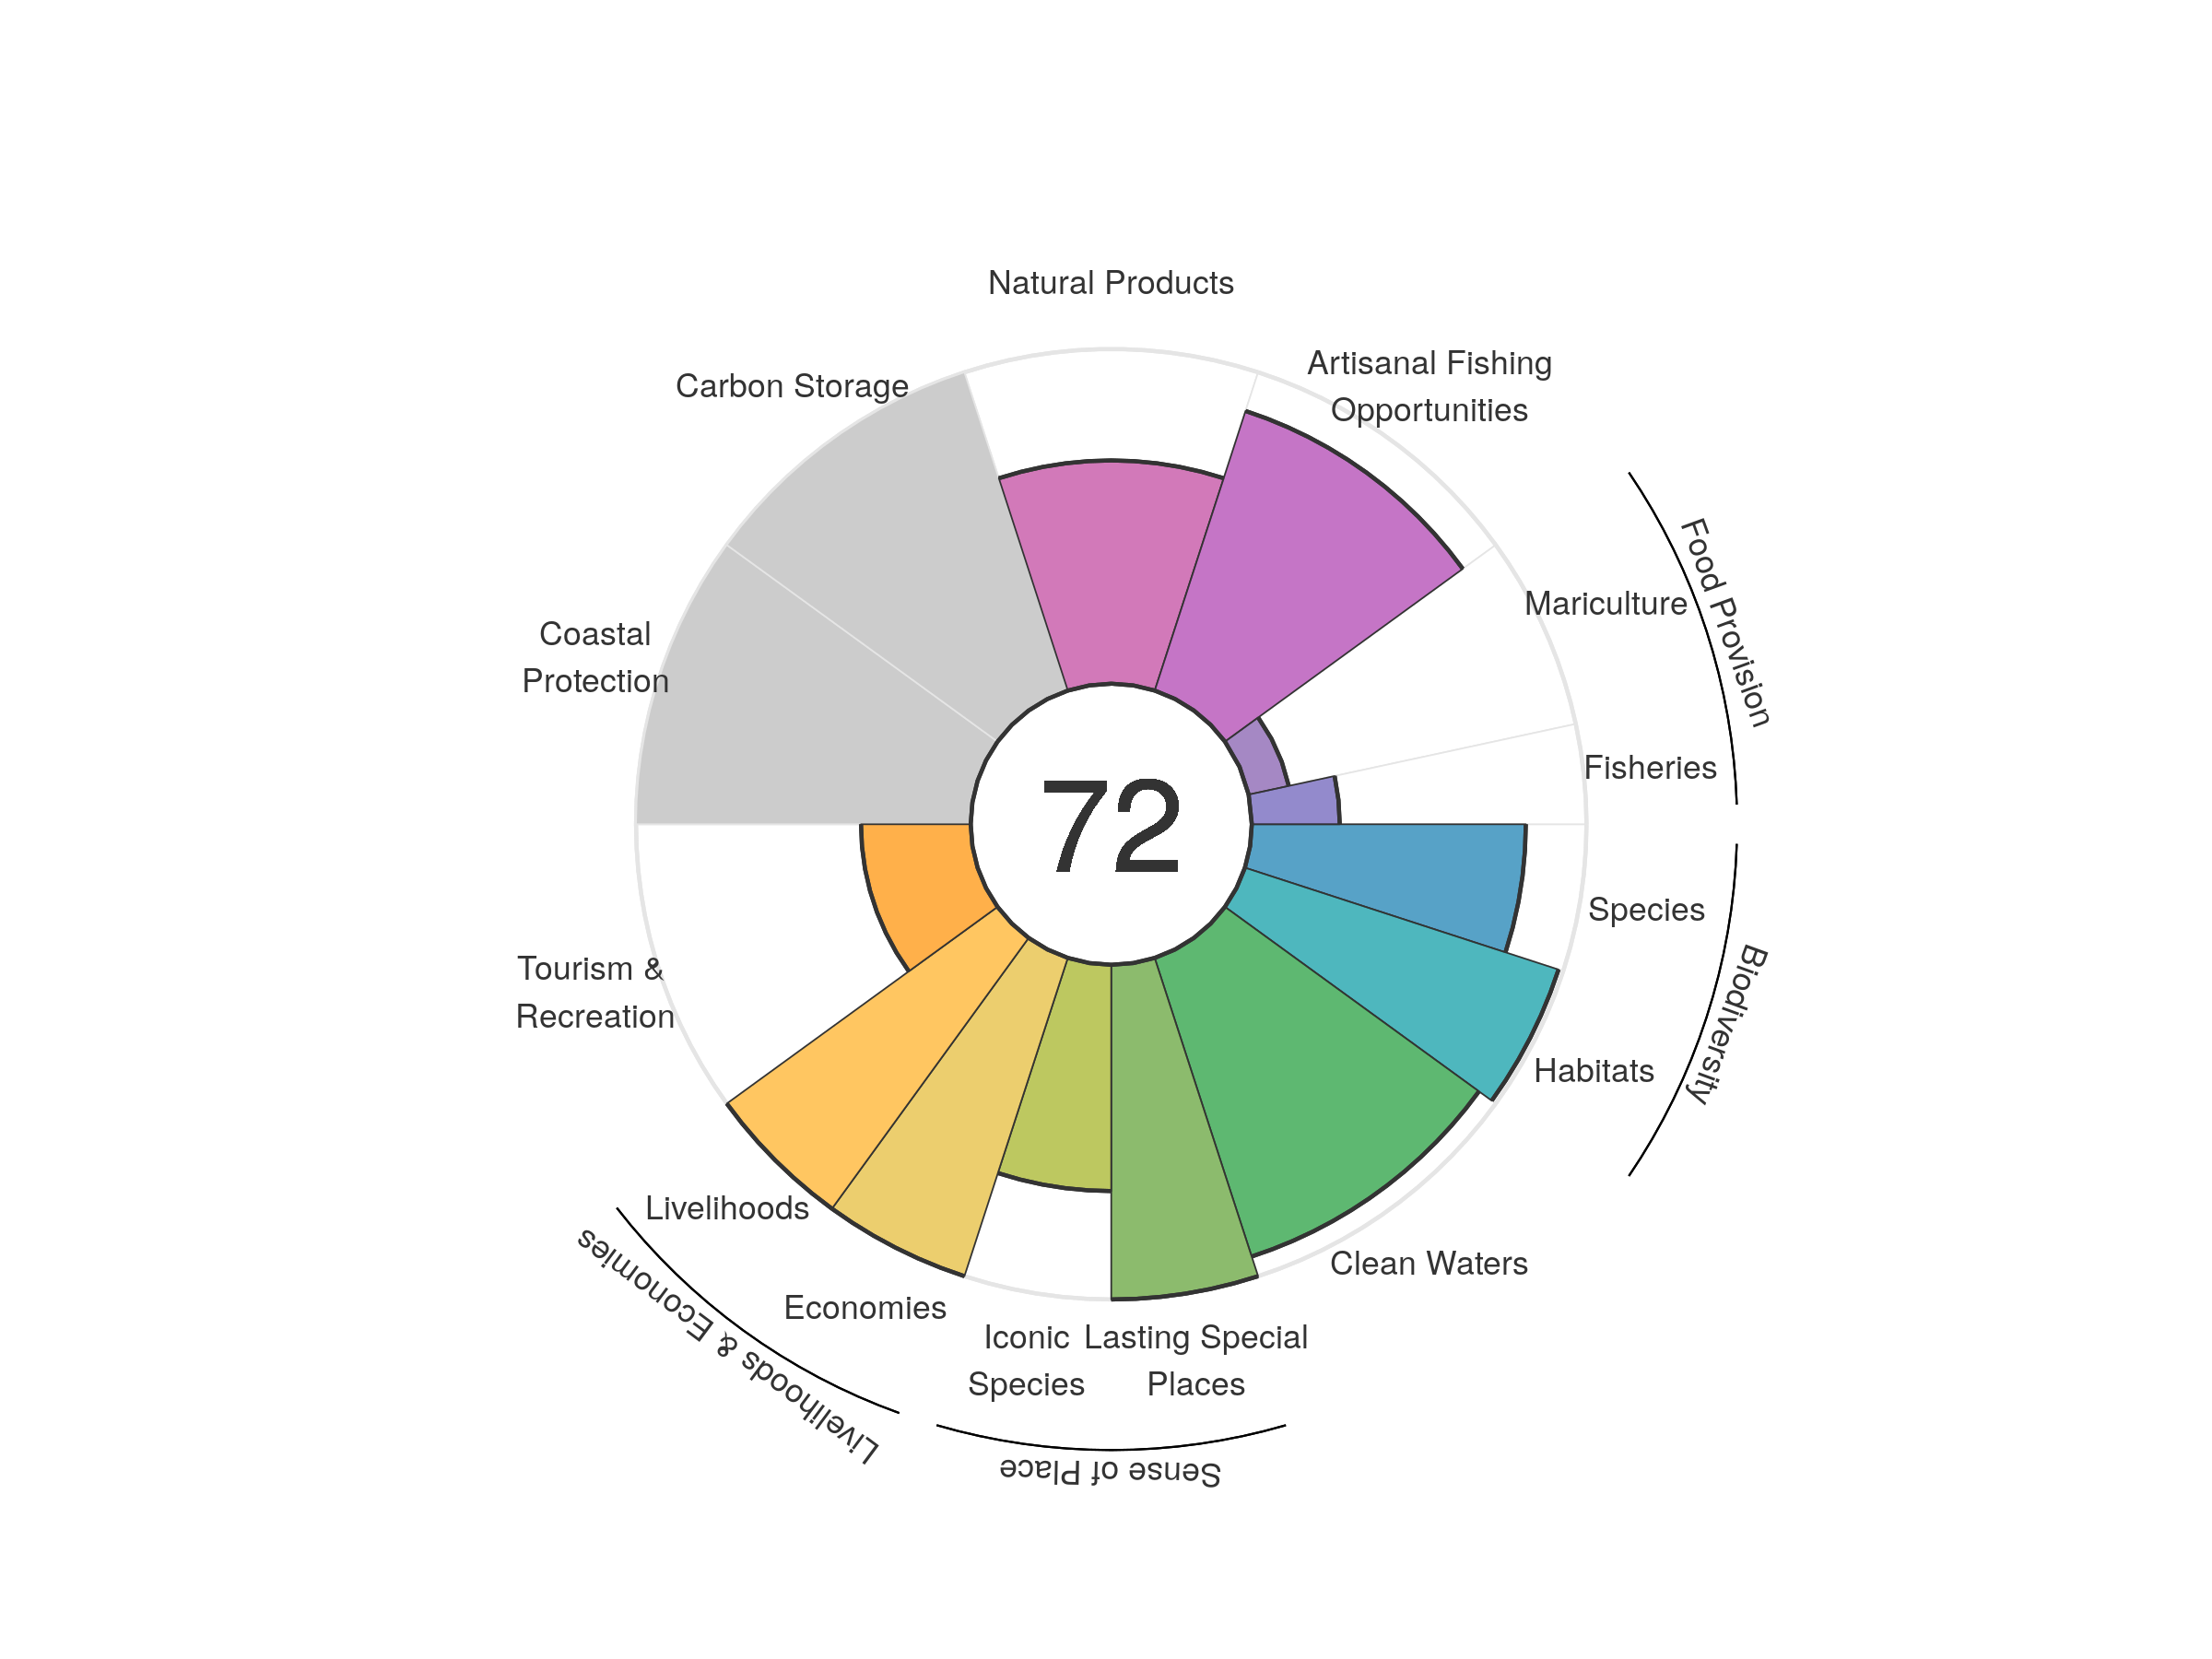 Natural Products
Artisanal Fishing
Opportunities
Carbon Storage
Food Provision
Mariculture
Coastal
Protection
Fisheries
72
Species
Biodiversity
Tourism &
Recreation
Habitats
Livelihoods
Livelihoods & Economies
Clean Waters
Economies
Iconic
Species
Lasting Special
Places
Sense of Place